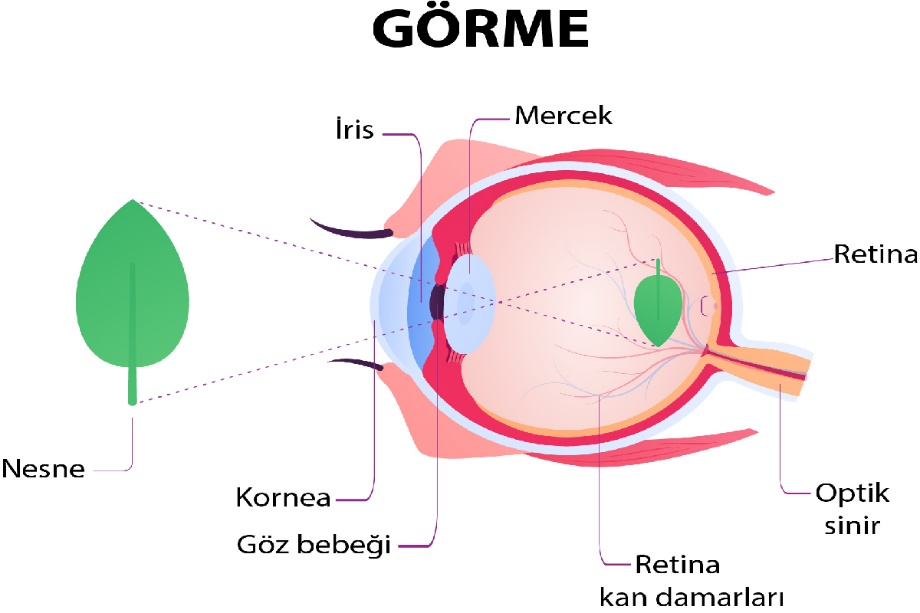 GÖRME
İris
Mercek
Retina
Nesne
Kornea
Göz bebeği
Optik
sinir
Retina
kan damarları